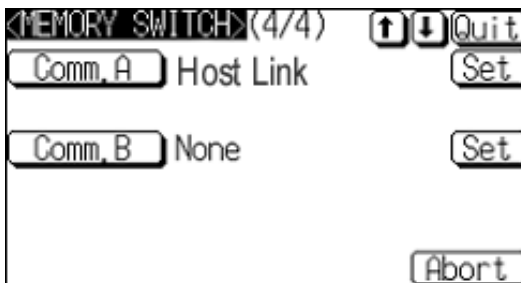 <MEMORY SWITCH>(4/4) ↑ ↓ Quit
Comm.A Host Link Set
Comm.B None Set
Abort